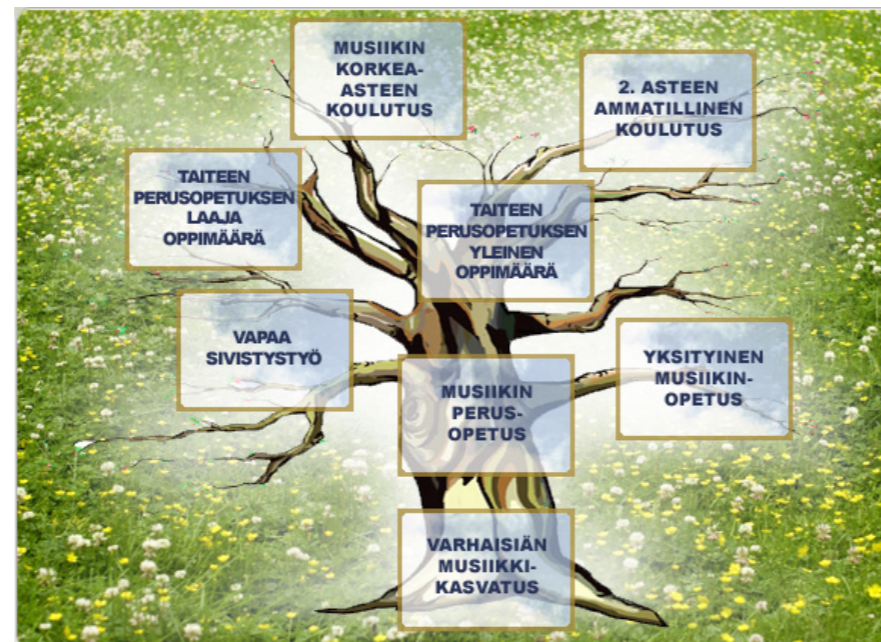 MUSIIKIN
KORKEA-
ASTEEN
KOULUTUS
2. ASTEEN
AMMATILLINEN
KOULUTUS
TAITEEN
PERUSOPETUKSEN
LAAJA
OPPIMÄÄRÄ
TAITEEN
PERUSOPETUKSEN
YLEINEN
OPPIMÄÄRÄ
VAPAA
SIVISTYSTYÖ
YKSITYINEN
MUSIIKIN-
OPETUS
MUSIIKIN
PERUS-
OPETUS
VARHAISIÄN
MUSIIKKI-
KASVATUS